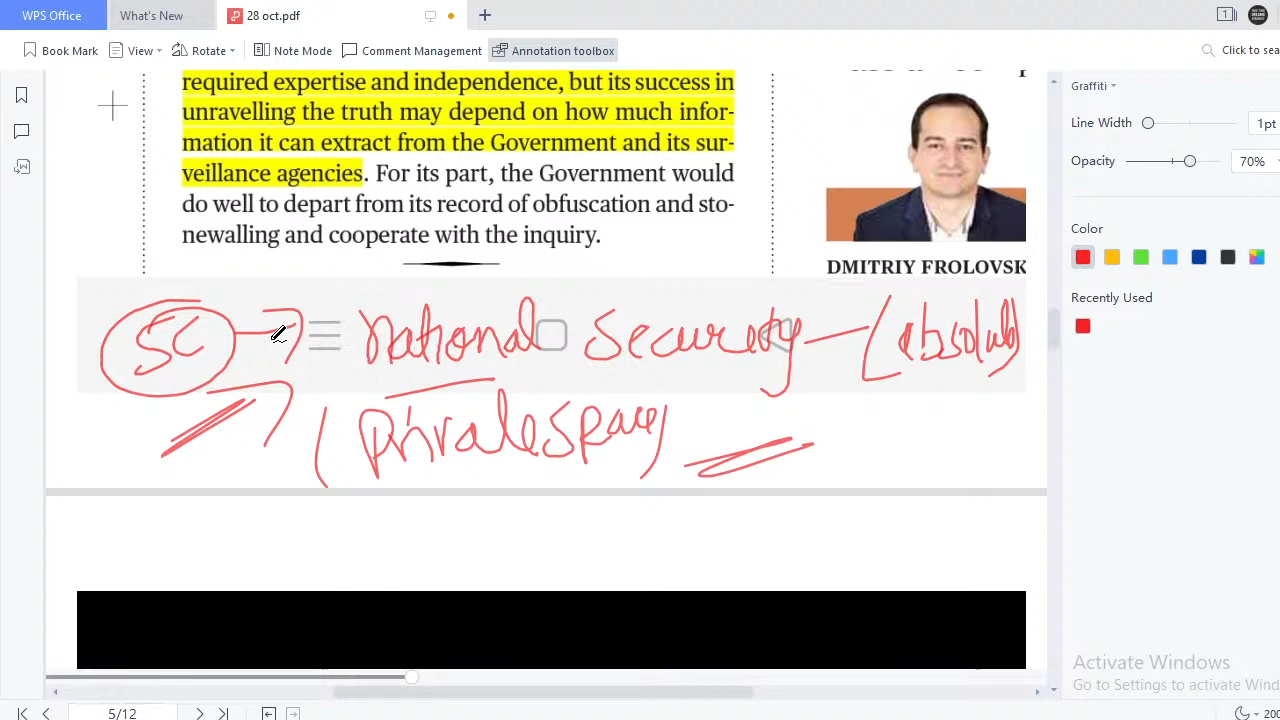 WPS Office What's New 28 oct.pdf 1
Book Mark View Rotate Note Mode Comment Management Annotation toolbox Click to sea
required expertise and independence, but its success in
unravelling the truth may depend on how much infor-
mation it can extract from the Government and its sur-
veillance agencies. For its part, the Government would
do well to depart from its record of obfuscation and sto-
newalling and cooperate with the inquiry.
DMITRIY FROLOVSK
SC national security (absolute)
(private space)
Graffiti
Line Width 1pt
Opacity 70%
Color
Recently Used
Activate Windows
Go to Settings to activate Wind
5/12 200